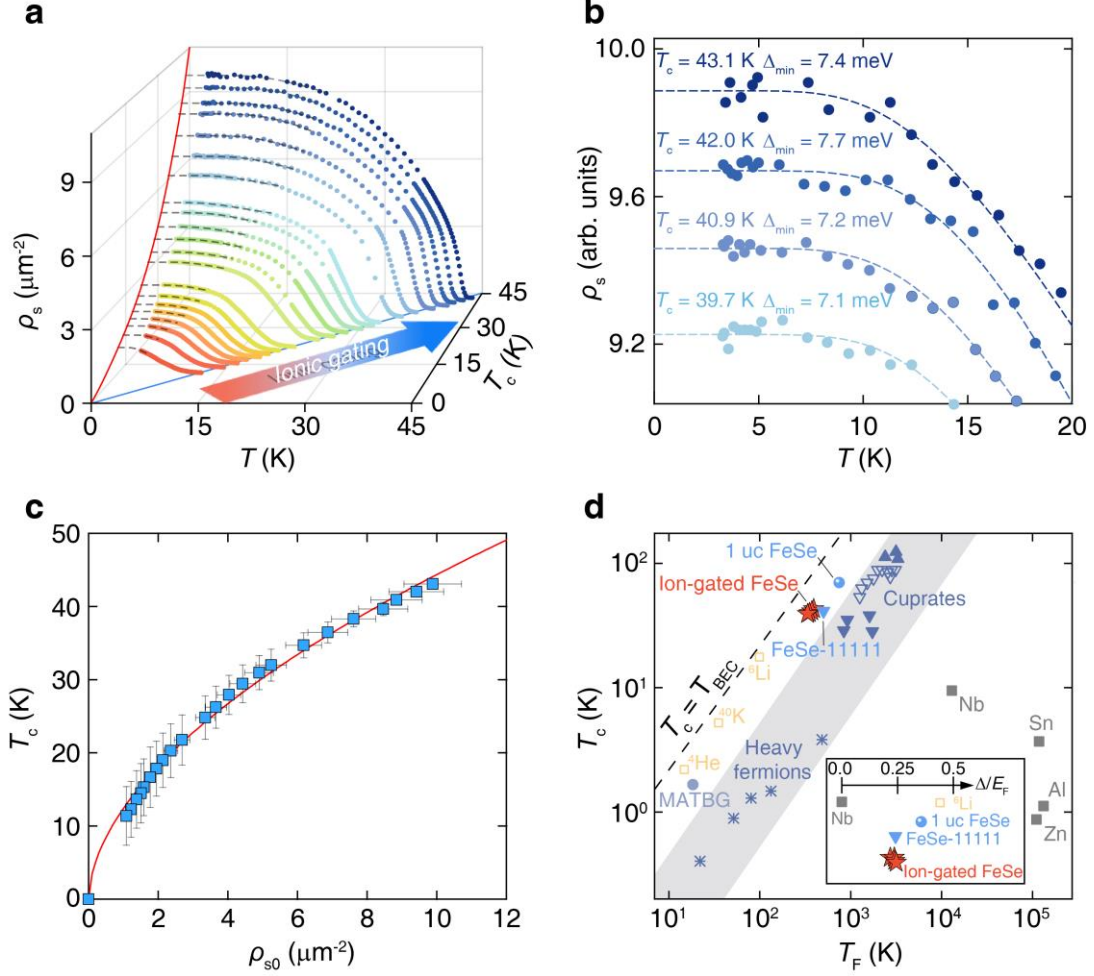 a
9
6
3
0
ρs (μm-2)
0
15
30
45
T (K)
45
30
15
0
Tc (K)
Ionic gating
b
10.0
9.6
9.2
ρs (arb. units)
Tc = 43.1 K Δmin = 7.4 meV
Tc = 42.0 K Δmin = 7.7 meV
Tc = 40.9 K Δmin = 7.2 meV
Tc = 39.7 K Δmin = 7.1 meV
0 5 10 15 20
T (K)
c
50
40
30
20
10
0
Tc (K)
0 2 4 6 8 10 12
ρs0 (μm-2)
d
10²
10¹
10⁰
Tc (K)
1 uc FeSe
Ion-gated FeSe
Cuprates
FeSe-11111
Tc = TBEC
⁶Li
⁴⁰K
⁴He
MATBG
Heavy
fermions
Nb
Sn
Al
Zn
0.0 0.25 0.5
Δ/EF
Nb
⁶Li
1 uc FeSe
FeSe-11111
Ion-gated FeSe
10¹ 10² 10³ 10⁴ 10⁵
TF (K)